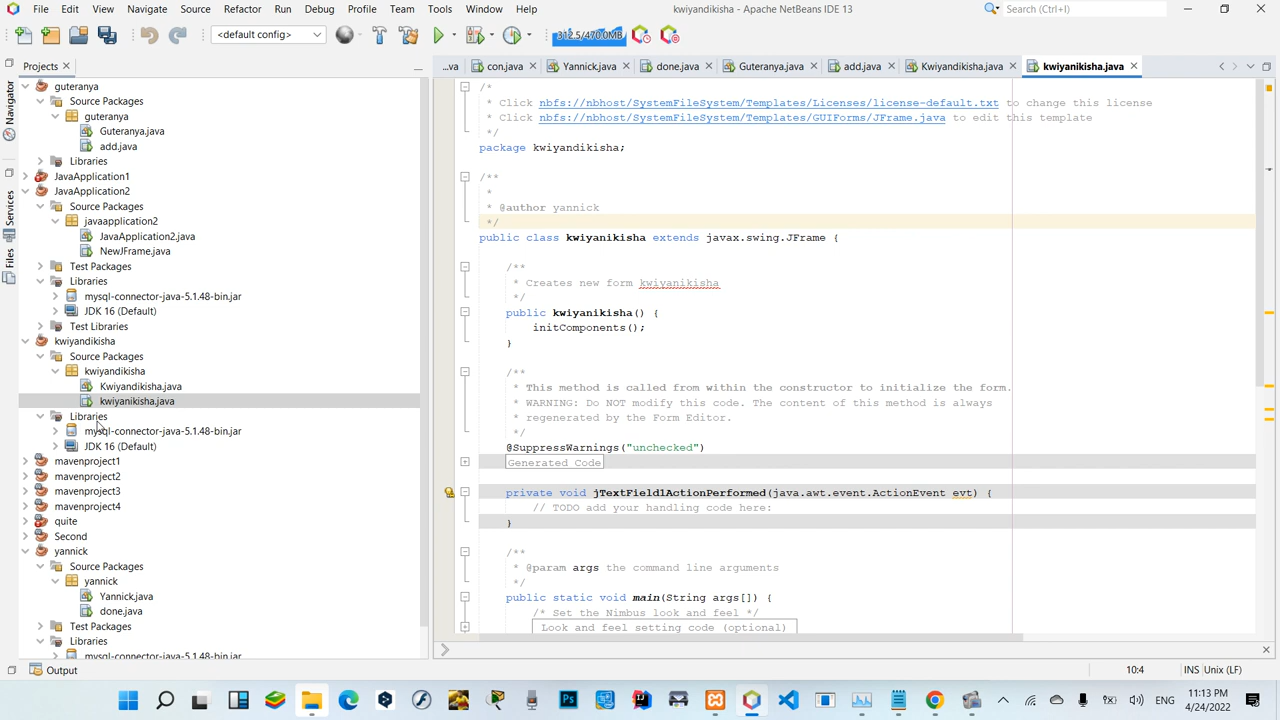 File Edit View Navigate Source Refactor Run Debug Profile Team Tools Window Help
kwiyandikisha - Apache NetBeans IDE 13
Search (Ctrl+I)
<default config>
312.5/470.0MB
Projects
...va con.java Yannick.java done.java Guteranya.java add.java Kwiyandikisha.java kwiyanikisha.java
Navigator
Services
Files
guteranya
Source Packages
guteranya
Guteranya.java
add.java
Libraries
JavaApplication1
JavaApplication2
Source Packages
javaapplication2
JavaApplication2.java
NewJFrame.java
Test Packages
Libraries
mysql-connector-java-5.1.48-bin.jar
JDK 16 (Default)
Test Libraries
kwiyandikisha
Source Packages
kwiyandikisha
Kwiyandikisha.java
kwiyanikisha.java
Libraries
mysql-connector-java-5.1.48-bin.jar
JDK 16 (Default)
mavenproject1
mavenproject2
mavenproject3
mavenproject4
quite
Second
yannick
Source Packages
yannick
Yannick.java
done.java
Test Packages
Libraries
mysql-connector-java-5.1.48-bin.jar
/*
* Click nbfs://nbhost/SystemFileSystem/Templates/Licenses/license-default.txt to change this license
* Click nbfs://nbhost/SystemFileSystem/Templates/GUIForms/JFrame.java to edit this template
*/
package kwiyandikisha;
/**
*
* @author yannick
*/
public class kwiyanikisha extends javax.swing.JFrame {
/**
* Creates new form kwiyanikisha
*/
public kwiyanikisha() {
initComponents();
}
/**
* This method is called from within the constructor to initialize the form.
* WARNING: Do NOT modify this code. The content of this method is always
* regenerated by the Form Editor.
*/
@SuppressWarnings("unchecked")
Generated Code
private void jTextField1ActionPerformed(java.awt.event.ActionEvent evt) {
// TODO add your handling code here:
}
/**
* @param args the command line arguments
*/
public static void main(String args[]) {
/* Set the Nimbus look and feel */
Look and feel setting code (optional)
Output
10:4
INS Unix (LF)
ENG
11:13 PM
4/24/2022